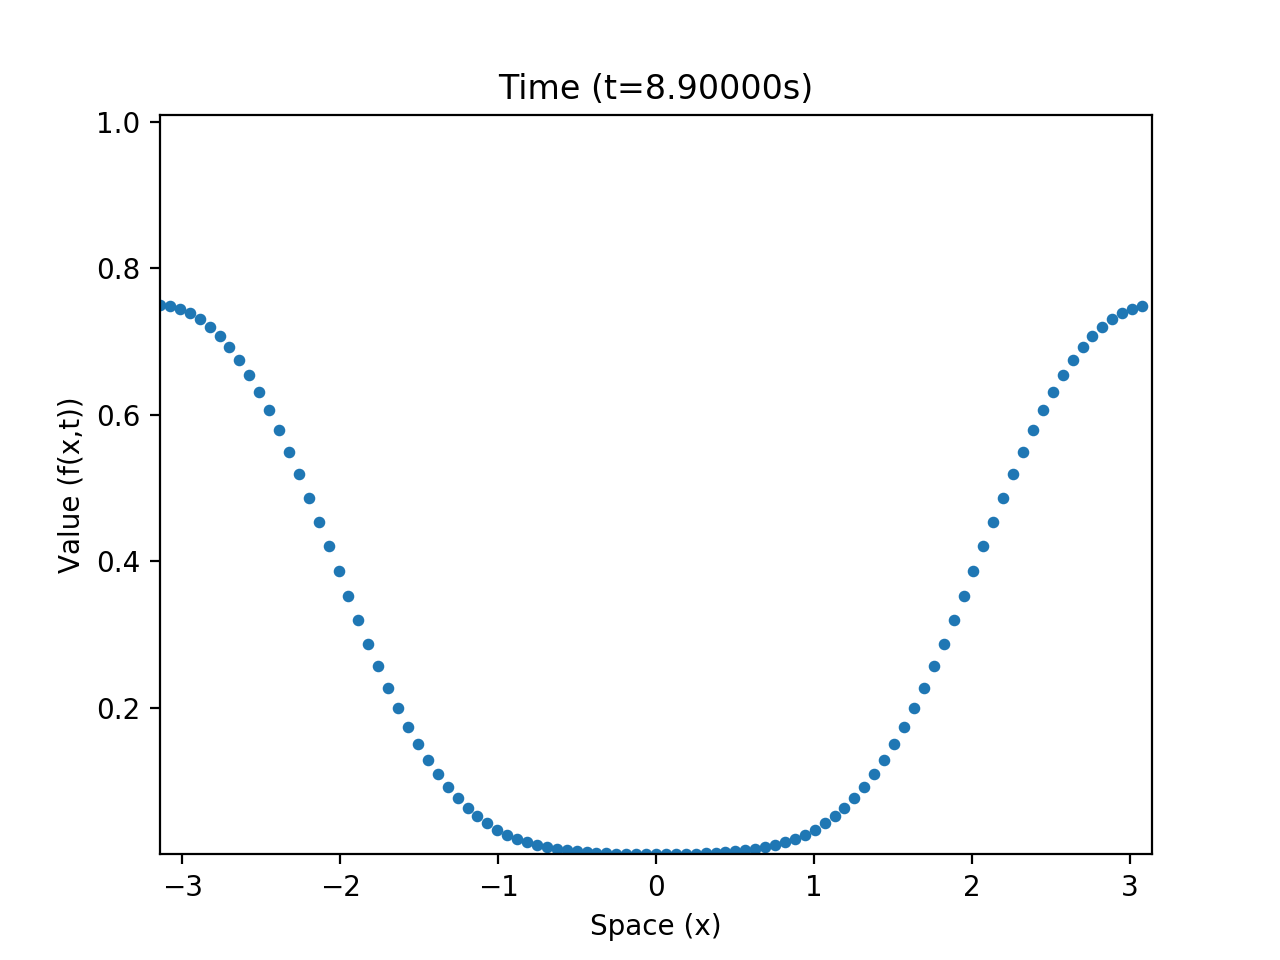 Time (t=8.90000s)
1.0
0.8
0.6
0.4
0.2
Value (f(x,t))
−3 −2 −1 0 1 2 3
Space (x)